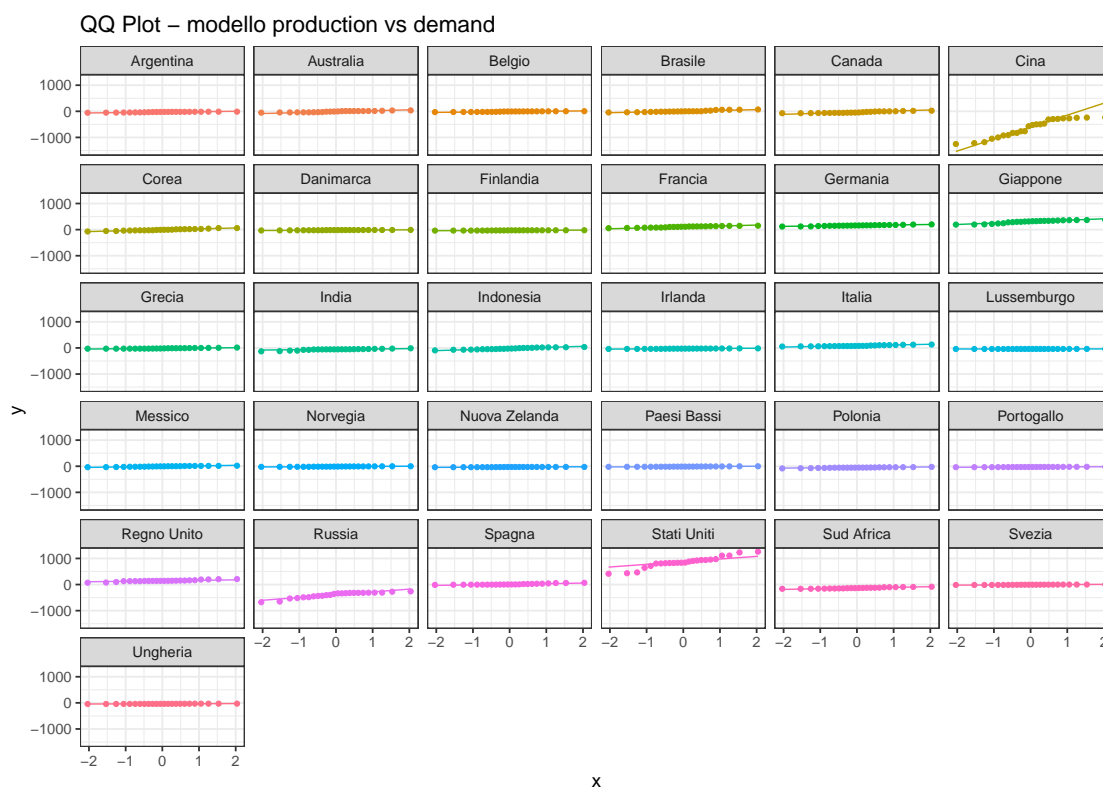 QQ Plot − modello production vs demand
Argentina Australia Belgio Brasile Canada Cina
1000
0
−1000
Corea Danimarca Finlandia Francia Germania Giappone
1000
0
−1000
Grecia India Indonesia Irlanda Italia Lussemburgo
1000
0
−1000
y
Messico Norvegia Nuova Zelanda Paesi Bassi Polonia Portogallo
1000
0
−1000
Regno Unito Russia Spagna Stati Uniti Sud Africa Svezia
1000
0
−1000
−2 −1 0 1 2 −2 −1 0 1 2 −2 −1 0 1 2 −2 −1 0 1 2 −2 −1 0 1 2
Ungheria
1000
0
−1000
−2 −1 0 1 2
x